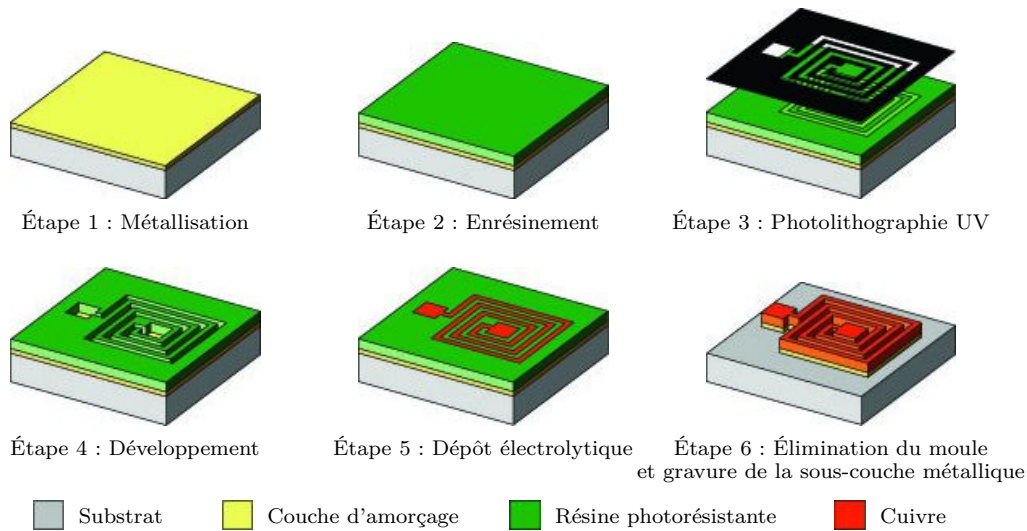 Étape 1 : Métallisation
Étape 2 : Enrésinement
Étape 3 : Photolithographie UV
Étape 4 : Développement
Étape 5 : Dépôt électrolytique
Étape 6 : Élimination du moule
et gravure de la sous-couche métallique
Substrat
Couche d'amorçage
Résine photorésistante
Cuivre